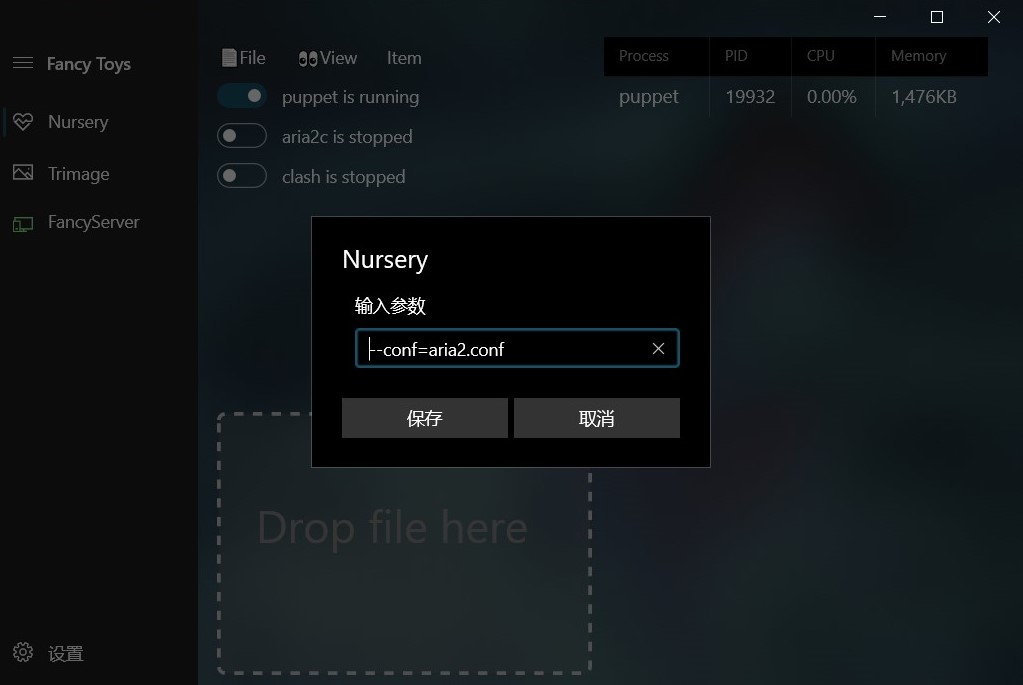 Fancy Toys
Nursery
Trimage
FancyServer
设置
File View Item
puppet is running
aria2c is stopped
clash is stopped
Process PID CPU Memory
puppet 19932 0.00% 1,476KB
Nursery
输入参数
--conf=aria2.conf
保存 取消
Drop file here